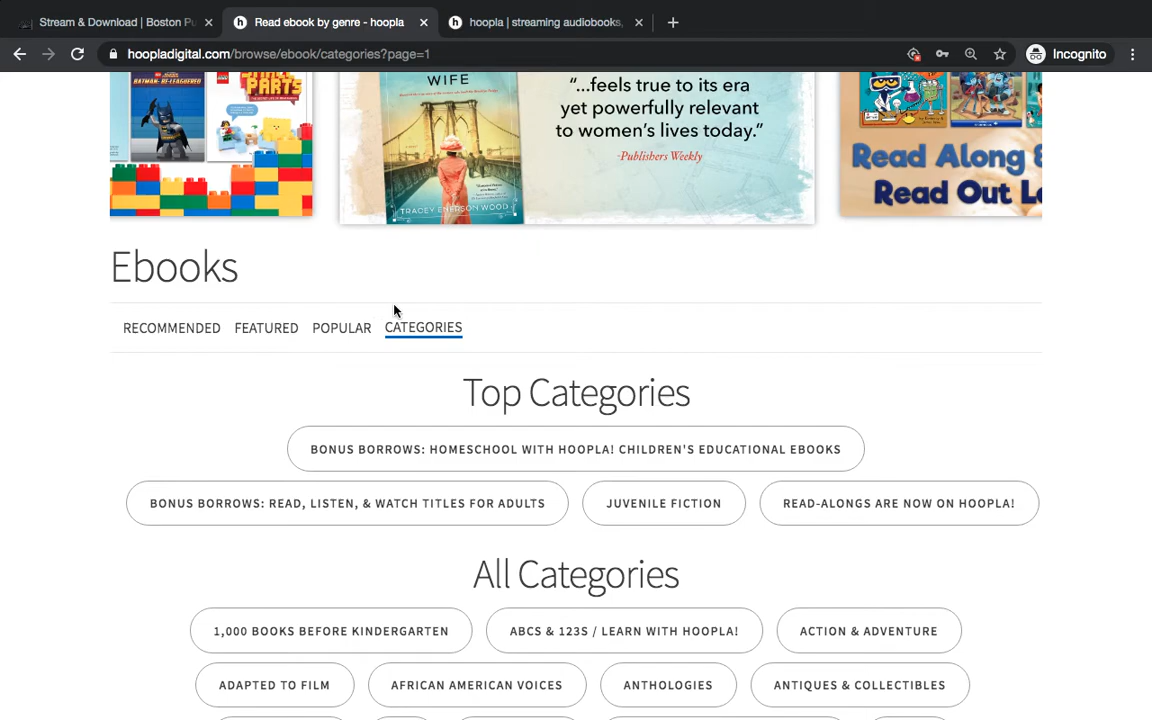 Stream & Download | Boston Pu
Read ebook by genre - hoopla
hoopla | streaming audiobooks,
hoopladigital.com/browse/ebook/categories?page=1
Incognito
BATMAN: RE-LEAGUERED
PARTS
WIFE
TRACEY ENERSON WOOD
"...feels true to its era
yet powerfully relevant
to women's lives today."
-Publishers Weekly
Read Along &
Read Out Lo
Ebooks
RECOMMENDED FEATURED POPULAR CATEGORIES
Top Categories
BONUS BORROWS: HOMESCHOOL WITH HOOPLA! CHILDREN'S EDUCATIONAL EBOOKS
BONUS BORROWS: READ, LISTEN, & WATCH TITLES FOR ADULTS JUVENILE FICTION READ-ALONGS ARE NOW ON HOOPLA!
All Categories
1,000 BOOKS BEFORE KINDERGARTEN ABCS & 123S / LEARN WITH HOOPLA! ACTION & ADVENTURE
ADAPTED TO FILM AFRICAN AMERICAN VOICES ANTHOLOGIES ANTIQUES & COLLECTIBLES